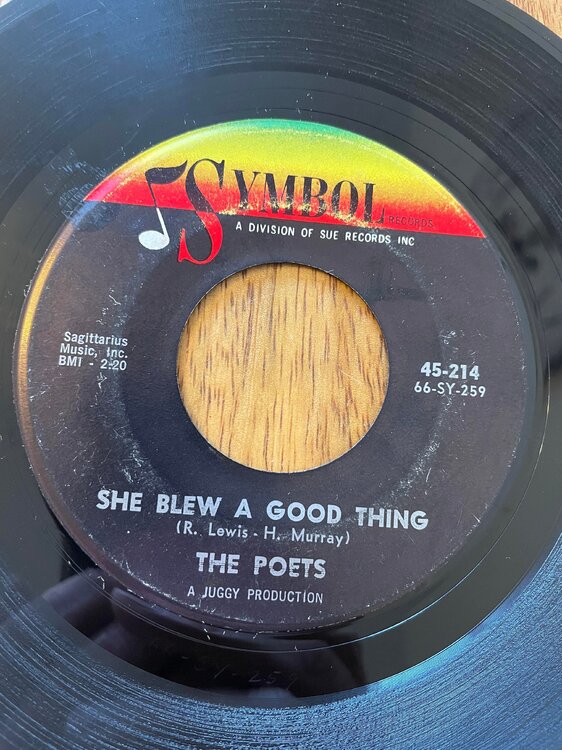 SYMBOL RECORDS
A DIVISION OF SUE RECORDS INC
Sagittarius
Music, Inc.
BMI - 2:20
45-214
66-SY-259
SHE BLEW A GOOD THING
(R. Lewis - H. Murray)
THE POETS
A JUGGY PRODUCTION